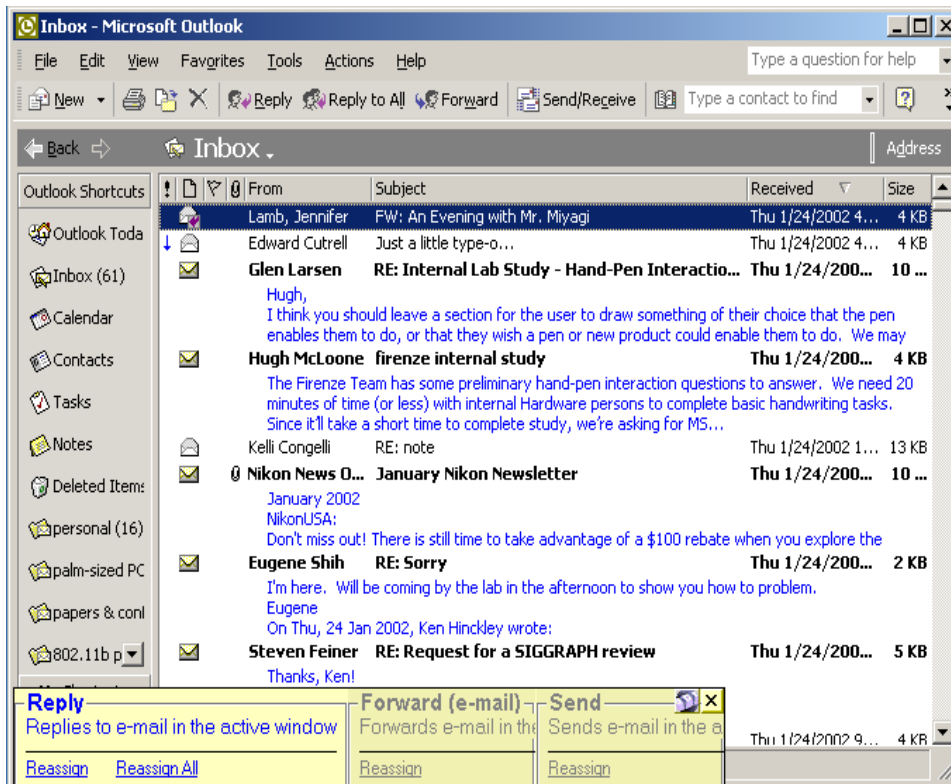 Inbox - Microsoft Outlook
File Edit View Favorites Tools Actions Help Type a question for help
New Reply Reply to All Forward Send/Receive Type a contact to find
Back Inbox Address
Outlook Shortcuts ! From Subject Received Size
Lamb, Jennifer FW: An Evening with Mr. Miyagi Thu 1/24/2002 4... 4 KB
Outlook Toda
Edward Cutrell Just a little type-o... Thu 1/24/2002 4... 4 KB
Glen Larsen RE: Internal Lab Study - Hand-Pen Interactio... Thu 1/24/200... 10 ...
Inbox (61)
Hugh,
I think you should leave a section for the user to draw something of their choice that the pen
Calendar
enables them to do, or that they wish a pen or new product could enable them to do. We may
Contacts
Hugh McLoone firenze internal study Thu 1/24/200... 4 KB
The Firenze Team has some preliminary hand-pen interaction questions to answer. We need 20
Tasks
minutes of time (or less) with internal Hardware persons to complete basic handwriting tasks.
Since it'll take a short time to complete study, we're asking for MS...
Notes
Kelli Congelli RE: note Thu 1/24/2002 1... 13 KB
Nikon News O... January Nikon Newsletter Thu 1/24/200... 10 ...
Deleted Items
January 2002
NikonUSA:
personal (16)
Don't miss out! There is still time to take advantage of a $100 rebate when you explore the
palm-sized PC
Eugene Shih RE: Sorry Thu 1/24/200... 2 KB
I'm here. Will be coming by the lab in the afternoon to show you how to problem.
papers & conf
Eugene
On Thu, 24 Jan 2002, Ken Hinckley wrote:
802.11b p
Steven Feiner RE: Request for a SIGGRAPH review Thu 1/24/200... 5 KB
Thanks, Ken!
Reply Forward (e-mail) Send
Replies to e-mail in the active window Forwards e-mail in the Sends e-mail in the a
Thu 1/24/2002 9... 4 KB
Reassign Reassign All Reassign Reassign